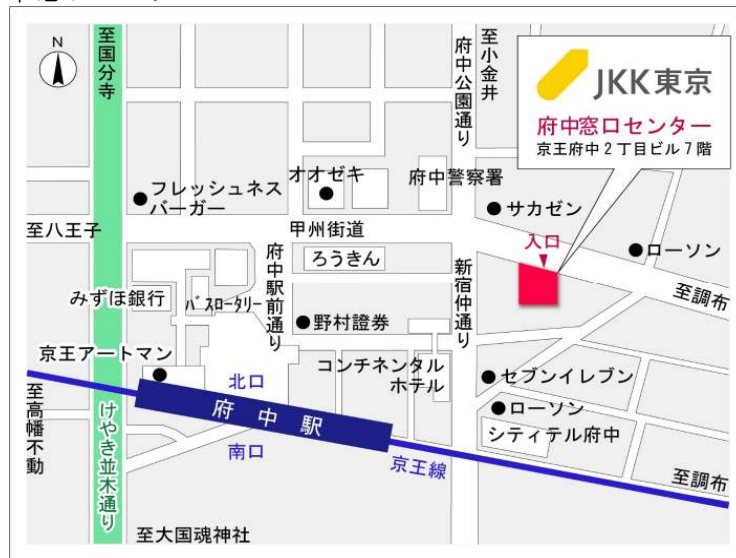 N
至国分寺
府中公園通り
至小金井
JKK東京
府中窓口センター
京王府中2丁目ビル7階
フレッシュネス
バーガー
オオゼキ
府中警察署
サカゼン
至八王子
甲州街道
入口
ローソン
ろうきん
府中駅前通り
新宿仲通り
至調布
みずほ銀行
バスロータリー
野村證券
京王アートマン
コンチネンタル
ホテル
セブンイレブン
北口
府中駅
ローソン
シティテル府中
至高幡不動
けやき並木通り
南口
京王線
至調布
至大国魂神社